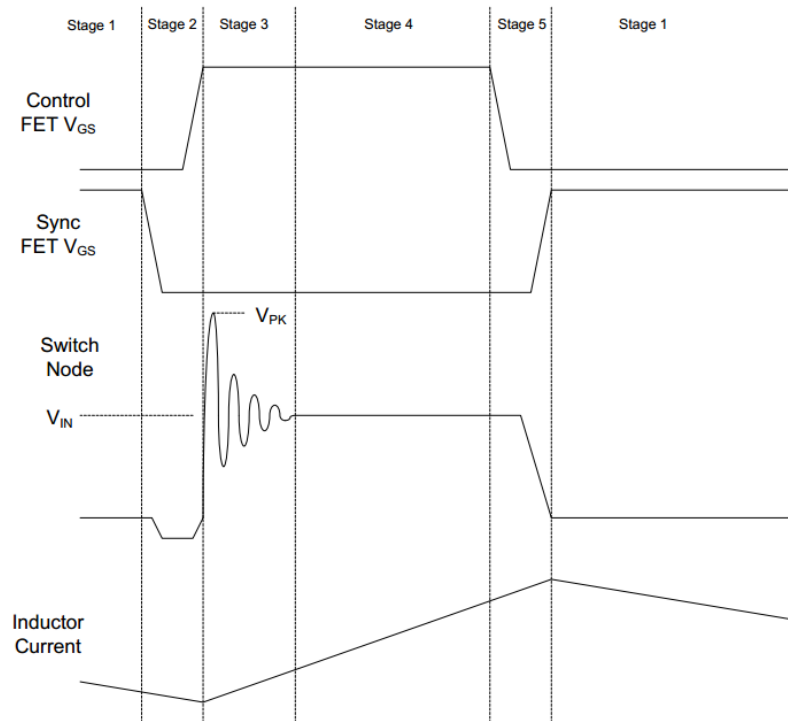 Stage 1
Stage 2
Stage 3
Stage 4
Stage 5
Stage 1
Control
FET VGS
Sync
FET VGS
VPK
Switch
Node
VIN
Inductor
Current